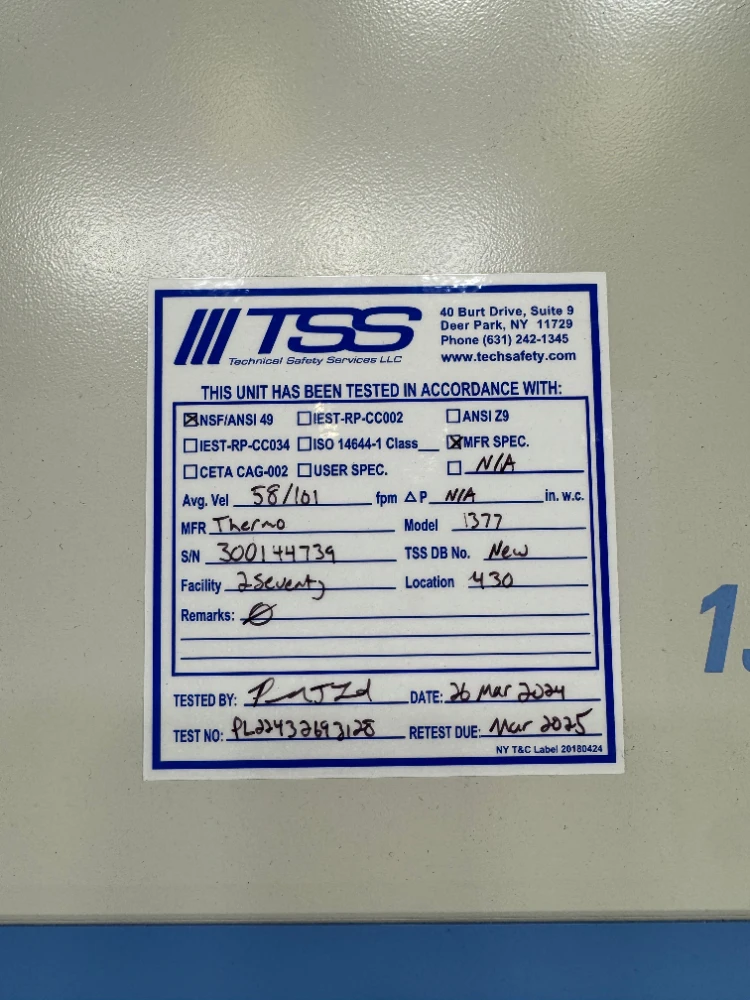 TSS
Technical Safety Services LLC
40 Burt Drive, Suite 9
Deer Park, NY 11729
Phone (631) 242-1345
www.techsafety.com
THIS UNIT HAS BEEN TESTED IN ACCORDANCE WITH:
☒NSF/ANSI 49 ☐IEST-RP-CC002 ☐ANSI Z9
☐IEST-RP-CC034 ☐ISO 14644-1 Class__ ☒MFR SPEC.
☐CETA CAG-002 ☐USER SPEC. ☐ N/A
Avg. Vel 58/101 fpm △P N/A in. w.c.
MFR Thermo Model 1377
S/N 300144739 TSS DB No. New
Facility 2Seventy Location 430
Remarks: Ø
TESTED BY: DATE: 26 Mar 2024
TEST NO: RETEST DUE: Mar 2025
NY T&C Label 20180424